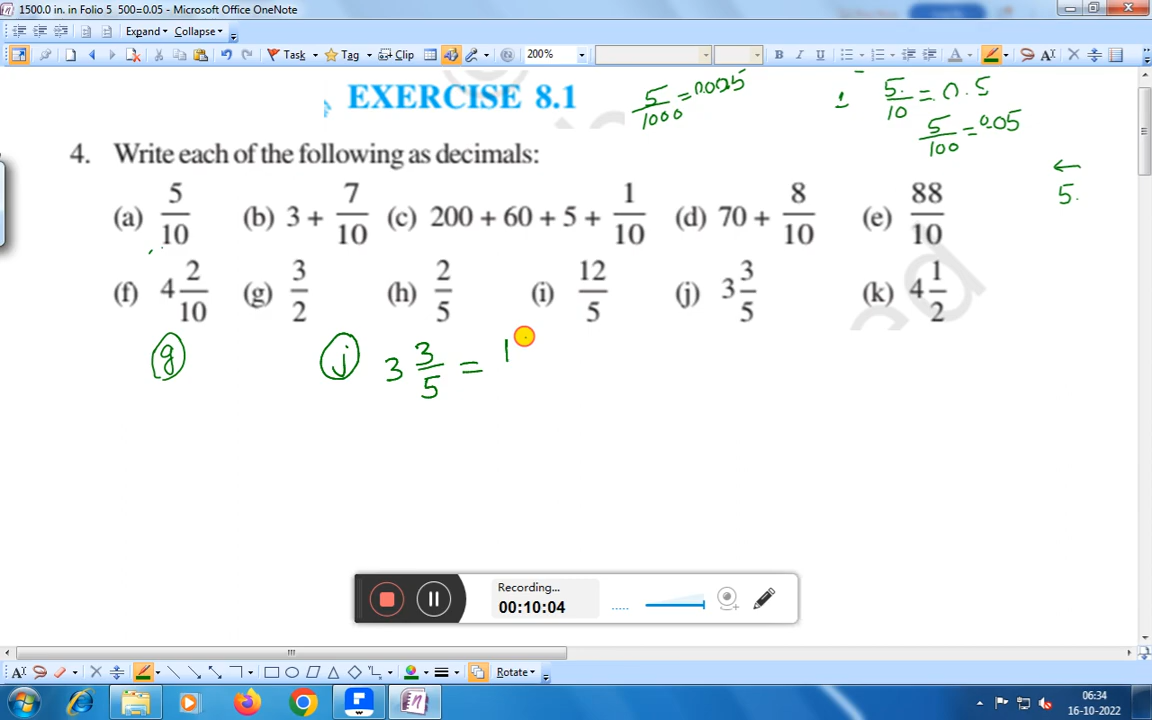 1500.0 in. in Folio 5 500=0.05 - Microsoft Office OneNote
Expand Collapse
Task Tag Clip 200% B I U A
EXERCISE 8.1
5/1000 = 0.005
5/10 = 0.5
5/100 = 0.05
←
5.
4. Write each of the following as decimals:
(a) 5/10 (b) 3 + 7/10 (c) 200 + 60 + 5 + 1/10 (d) 70 + 8/10 (e) 88/10
(f) 4 2/10 (g) 3/2 (h) 2/5 (i) 12/5 (j) 3 3/5 (k) 4 1/2
g j 3 3/5 = 1
Recording...
00:10:04
Rotate
06:34
16-10-2022